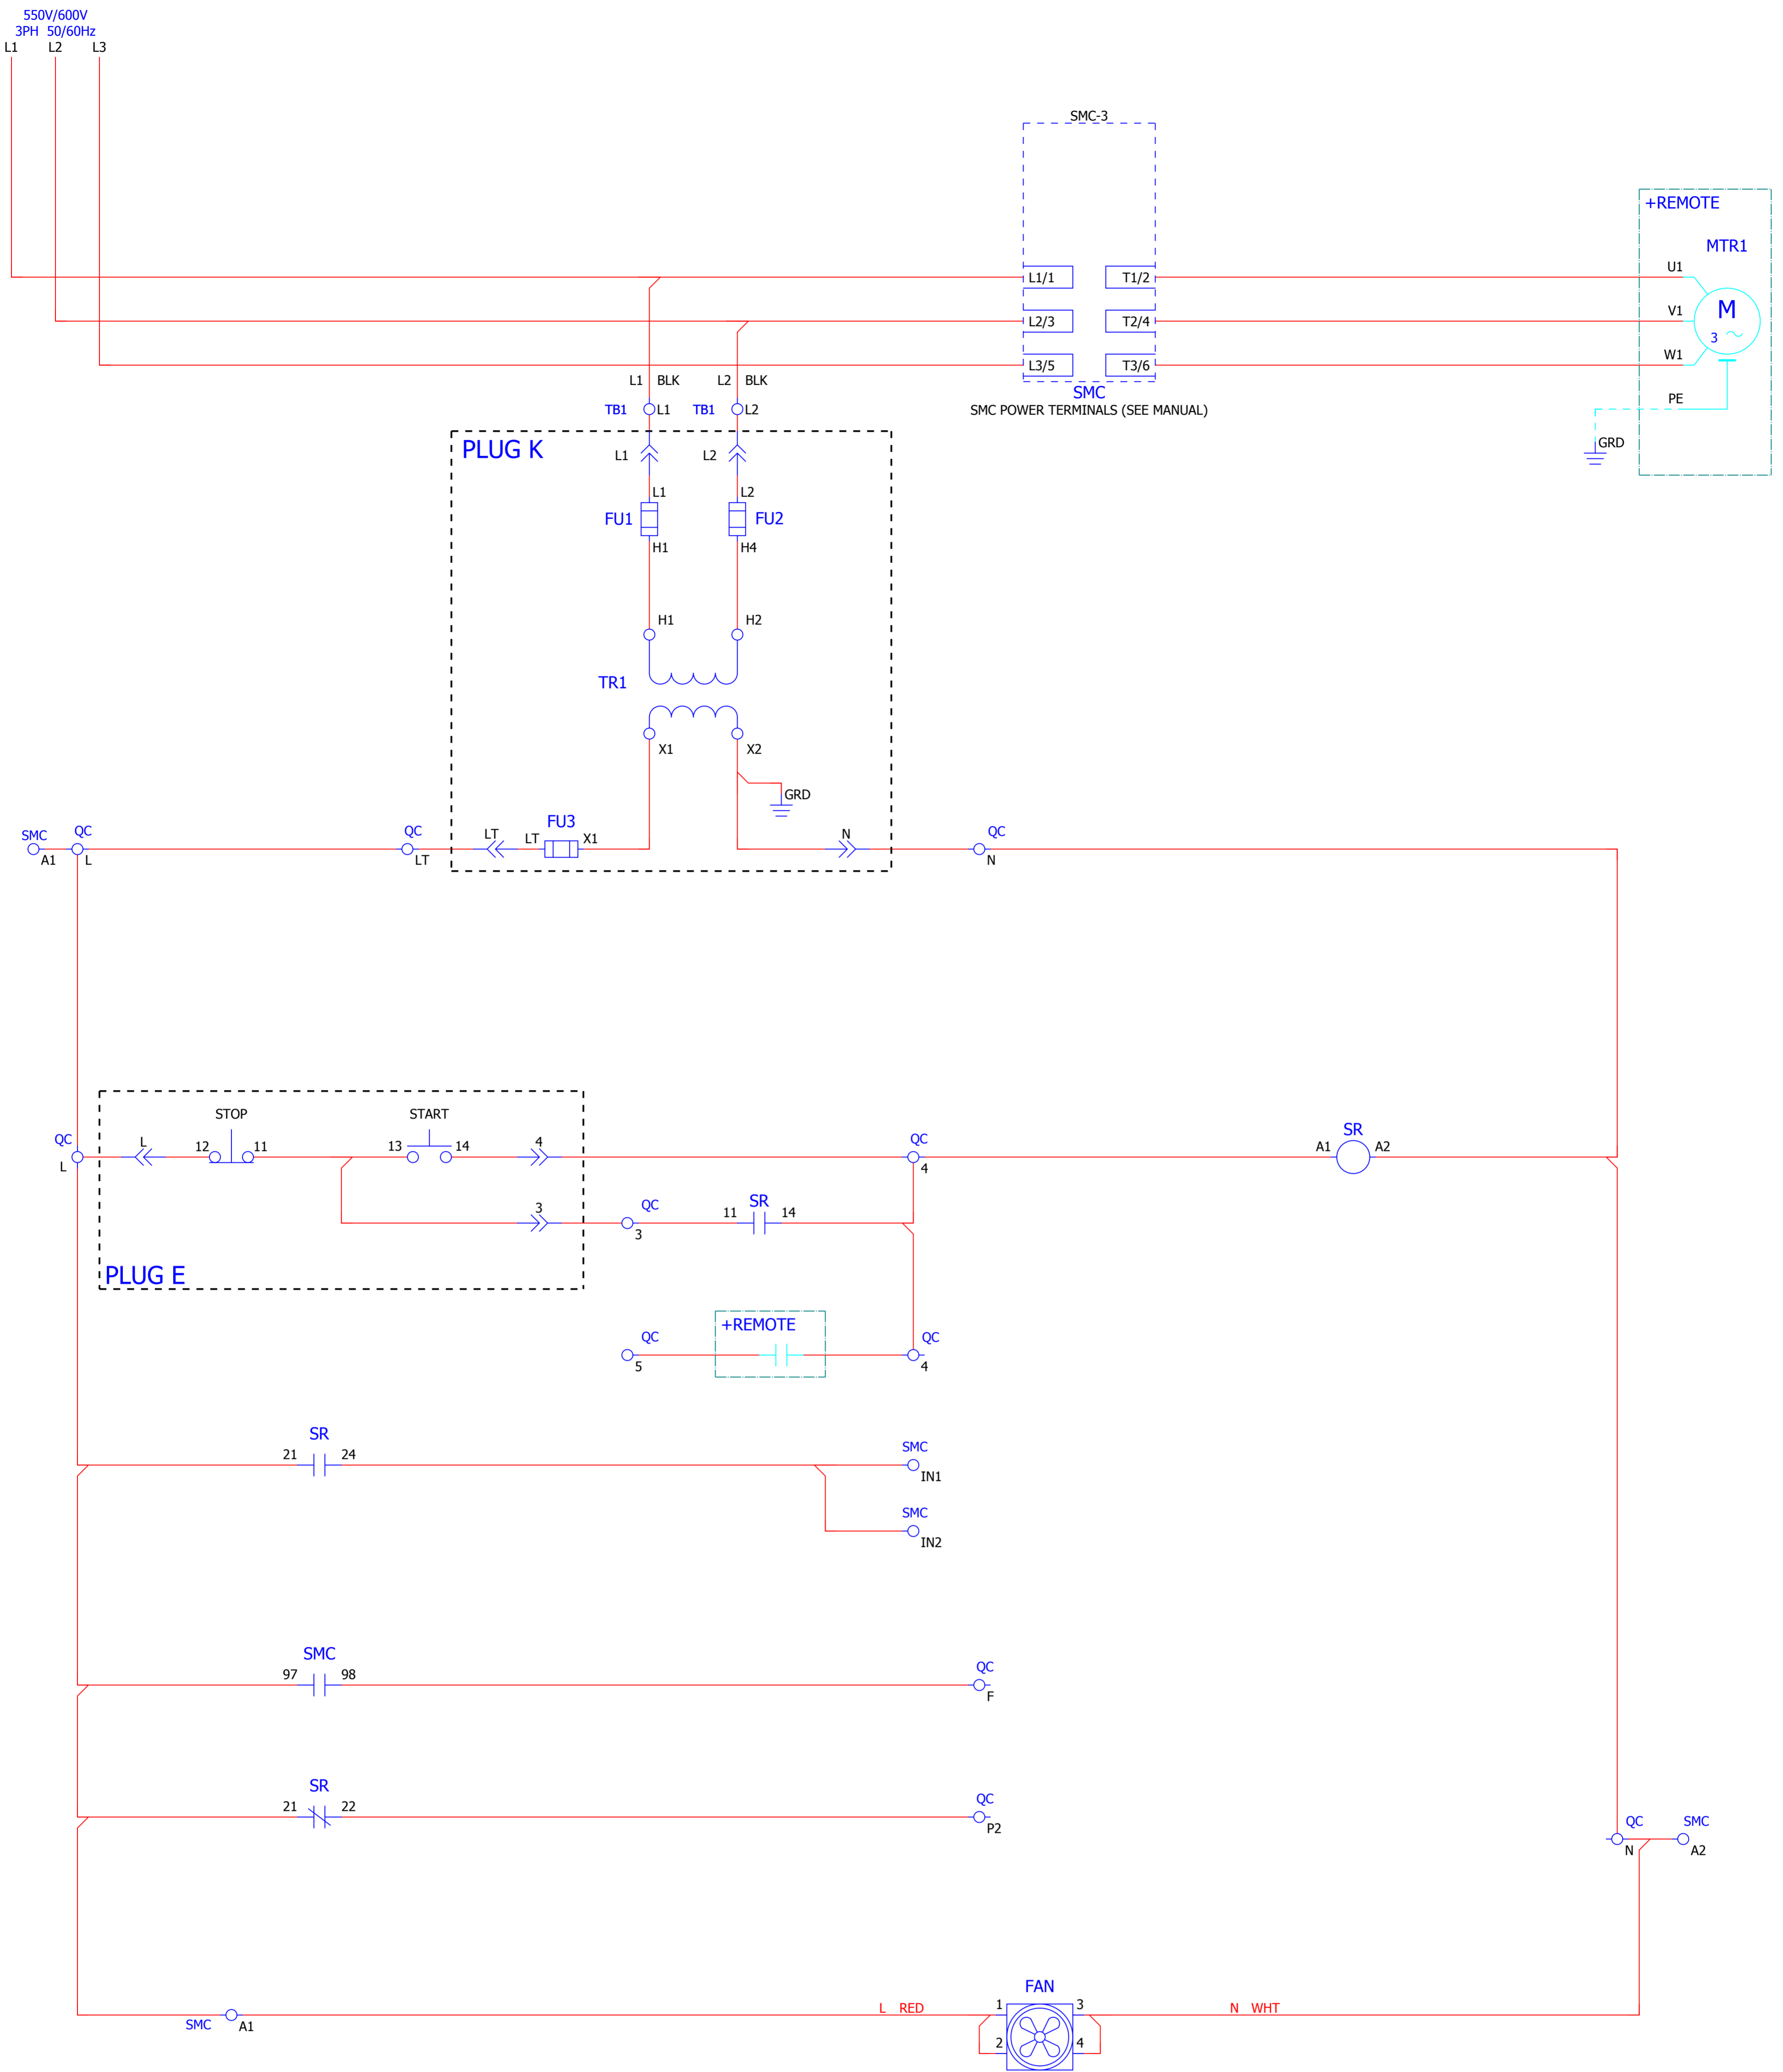 550V/600V
3PH 50/60Hz
L1 L2 L3
SMC-3
+REMOTE
MTR1
U1
L1/1 T1/2
M
3
V1
L2/3 T2/4
W1
L3/5 T3/6
L1 BLK L2 BLK
SMC
PE
TB1 L1 TB1 L2
SMC POWER TERMINALS (SEE MANUAL)
GRD
PLUG K
L1 L2
L1 L2
FU1 FU2
H1 H4
H1 H2
TR1
X1 X2
GRD
FU3
SMC QC QC LT LT X1 N QC
A1 L LT N
STOP START
QC L 12 11 13 14 4 QC SR
A1 A2
L 4
3 QC 11 SR 14
3
PLUG E
+REMOTE
QC QC
5 4
SR
21 24 SMC
IN1
SMC
IN2
SMC
97 98 QC
F
SR
21 22 QC
P2
QC SMC
N A2
FAN
L RED 1 3 N WHT
SMC A1
2 4